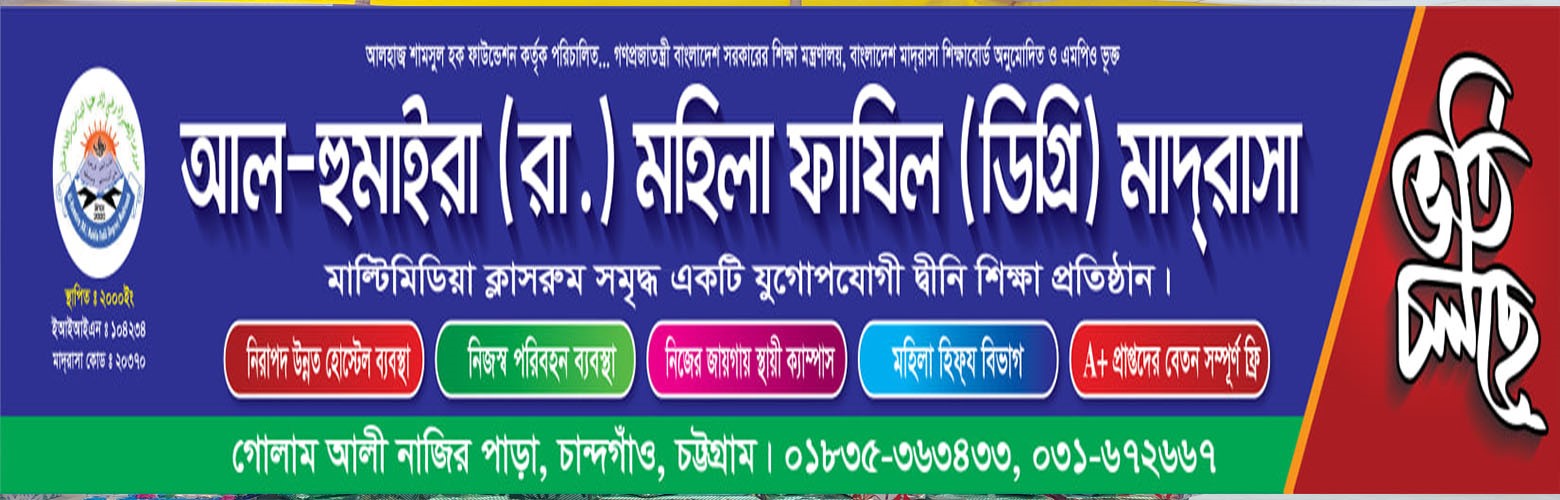 আলহাজ্ব শামসুল হক ফাউন্ডেশন কর্তৃক পরিচালিত... গণপ্রজাতন্ত্রী বাংলাদেশ সরকারের শিক্ষা মন্ত্রণালয়, বাংলাদেশ মাদ্‌রাসা শিক্ষাবোর্ড অনুমোদিত ও এমপিও ভূক্ত
আল-হুমাইরা (রা.) মহিলা ফাযিল (ডিগ্রি) মাদ্‌রাসা
মাল্টিমিডিয়া ক্লাসরুম সমৃদ্ধ একটি যুগোপযোগী দ্বীনি শিক্ষা প্রতিষ্ঠান।
স্থাপিত ঃ ২০০০ইং
ইআইআইএন ঃ ১০৪২৩৪
মাদ্‌রাসা কোড ঃ ২০৩৭০
নিরাপদ উন্নত হোস্টেল ব্যবস্থা
নিজস্ব পরিবহন ব্যবস্থা
নিজের জায়গায় স্থায়ী ক্যাম্পাস
মহিলা হিফ্‌য বিভাগ
A+ প্রাপ্তদের বেতন সম্পূর্ণ ফ্রি
গোলাম আলী নাজির পাড়া, চান্দগাঁও, চট্টগ্রাম। ০১৮৩৫-৩৬৩৪৩৩, ০৩১-৬৭২৬৬৭
ভর্তি
চলছে